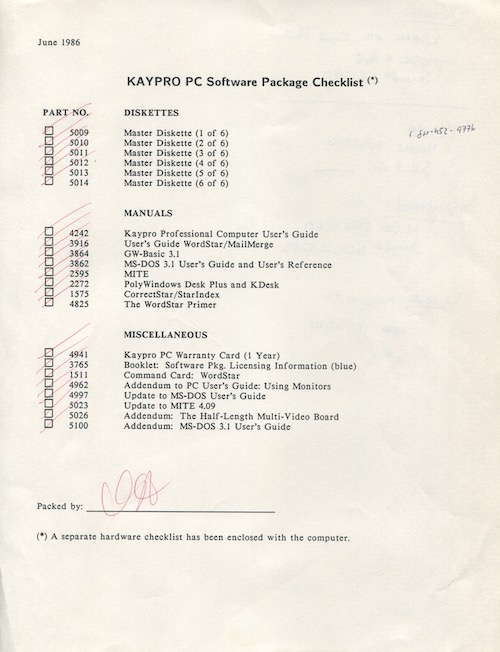 June 1986
KAYPRO PC Software Package Checklist (*)
PART NO. DISKETTES
5009 Master Diskette (1 of 6)
5010 Master Diskette (2 of 6)
5011 Master Diskette (3 of 6)
5012 Master Diskette (4 of 6)
5013 Master Diskette (5 of 6)
5014 Master Diskette (6 of 6)
MANUALS
4242 Kaypro Professional Computer User's Guide
3916 User's Guide WordStar/MailMerge
3864 GW-Basic 3.1
3862 MS-DOS 3.1 User's Guide and User's Reference
2595 MITE
2272 PolyWindows Desk Plus and KDesk
1575 CorrectStar/StarIndex
4825 The WordStar Primer
MISCELLANEOUS
4941 Kaypro PC Warranty Card (1 Year)
3765 Booklet: Software Pkg. Licensing Information (blue)
1511 Command Card: WordStar
4962 Addendum to PC User's Guide: Using Monitors
4997 Update to MS-DOS User's Guide
5023 Update to MITE 4.09
5026 Addendum: The Half-Length Multi-Video Board
5100 Addendum: MS-DOS 3.1 User's Guide
Packed by:
(*) A separate hardware checklist has been enclosed with the computer.